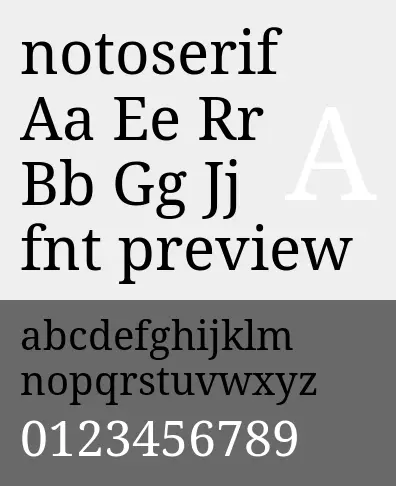 notoserif
Aa Ee Rr
A
Bb Gg Jj
fnt preview
abcdefghijklm
nopqrstuvwxyz
0123456789